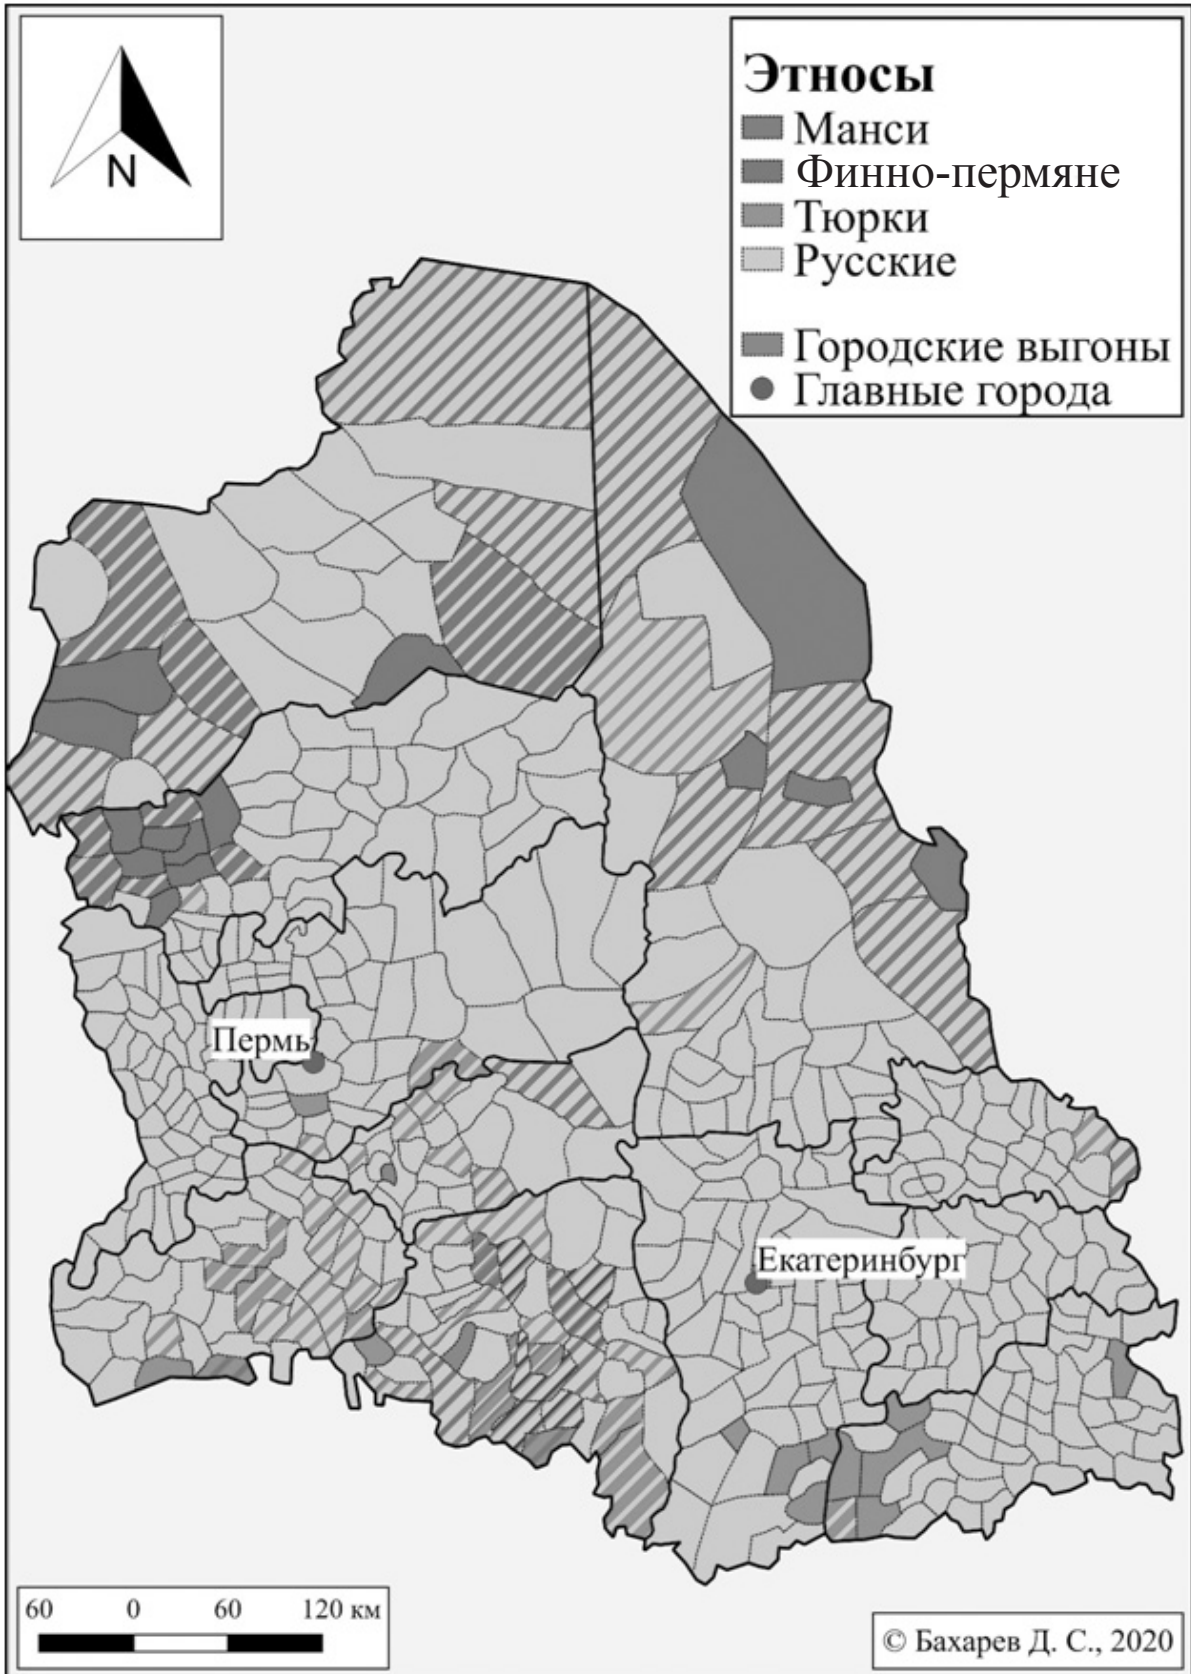 N
Этносы
Манси
Финно-пермяне
Тюрки
Русские
Городские выгоны
Главные города
Пермь
Екатеринбург
60 0 60 120 км
© Бахарев Д. С., 2020